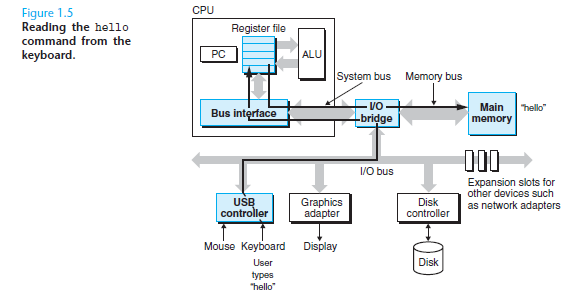 Figure 1.5
Reading the hello
command from the
keyboard.
CPU
Register file
PC
ALU
System bus
Memory bus
Bus interface
I/O
bridge
Main
memory
"hello"
I/O bus
Expansion slots for
other devices such
as network adapters
USB
controller
Graphics
adapter
Disk
controller
Mouse
Keyboard
Display
User
types
"hello"
Disk